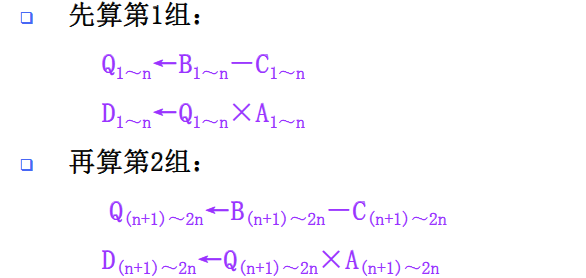 ❑ 先算第1组：
Q1～n←B1～n－C1～n
D1～n←Q1～n×A1～n
❑ 再算第2组：
Q(n+1)～2n←B(n+1)～2n－C(n+1)～2n
D(n+1)～2n←Q(n+1)～2n×A(n+1)～2n